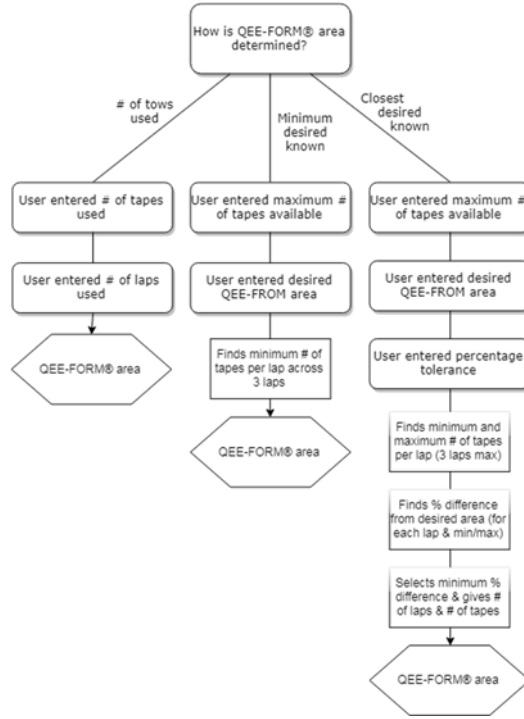 How is QEE-FORM® area
determined?
# of tows
used
Minimum
desired
known
Closest
desired
known
User entered # of tapes
used
User entered # of laps
used
QEE-FORM® area
User entered maximum #
of tapes available
User entered desired
QEE-FROM area
Finds minimum # of
tapes per lap across
3 laps
QEE-FORM® area
User entered maximum #
of tapes available
User entered desired
QEE-FROM area
User entered percentage
tolerance
Finds minimum and
maximum # of tapes
per lap (3 laps max)
Finds % difference
from desired area (for
each lap & min/max)
Selects minimum %
difference & gives #
of laps & # of tapes
QEE-FORM® area